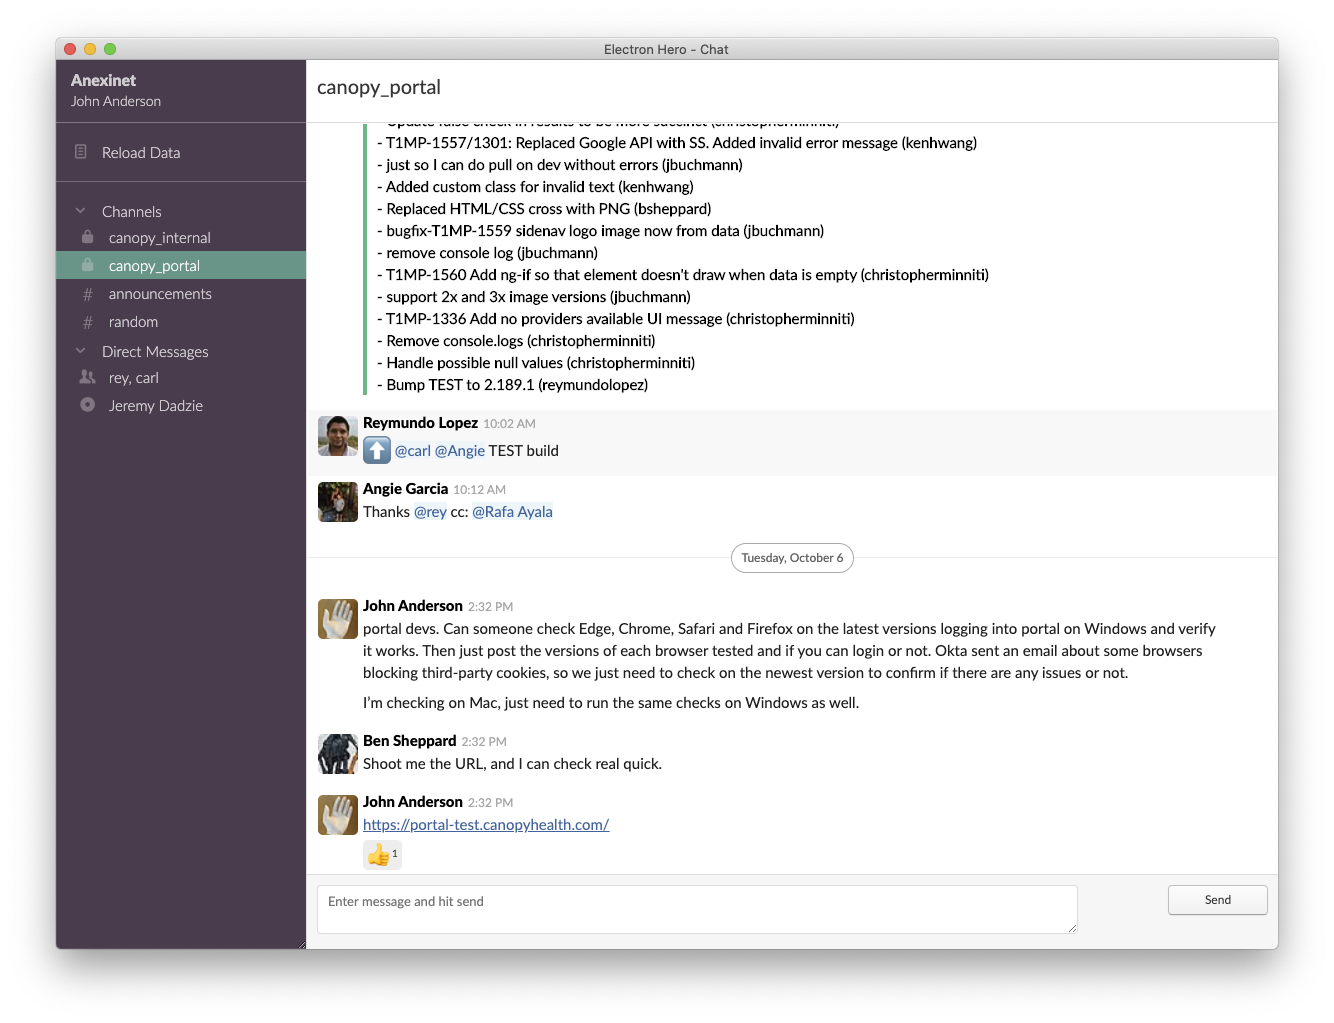 Electron Hero - Chat
Anexinet
John Anderson
Reload Data
Channels
canopy_internal
canopy_portal
# announcements
# random
Direct Messages
rey, carl
Jeremy Dadzie
canopy_portal
- Update false check in results to be more succinct (christopherminniti)
- T1MP-1557/1301: Replaced Google API with SS. Added invalid error message (kenhwang)
- just so I can do pull on dev without errors (jbuchmann)
- Added custom class for invalid text (kenhwang)
- Replaced HTML/CSS cross with PNG (bsheppard)
- bugfix-T1MP-1559 sidenav logo image now from data (jbuchmann)
- remove console log (jbuchmann)
- T1MP-1560 Add ng-if so that element doesn't draw when data is empty (christopherminniti)
- support 2x and 3x image versions (jbuchmann)
- T1MP-1336 Add no providers available UI message (christopherminniti)
- Remove console.logs (christopherminniti)
- Handle possible null values (christopherminniti)
- Bump TEST to 2.189.1 (reymundolopez)
Reymundo Lopez 10:02 AM
@carl @Angie TEST build
Angie Garcia 10:12 AM
Thanks @rey cc: @Rafa Ayala
Tuesday, October 6
John Anderson 2:32 PM
portal devs. Can someone check Edge, Chrome, Safari and Firefox on the latest versions logging into portal on Windows and verify
it works. Then just post the versions of each browser tested and if you can login or not. Okta sent an email about some browsers
blocking third-party cookies, so we just need to check on the newest version to confirm if there are any issues or not.
I'm checking on Mac, just need to run the same checks on Windows as well.
Ben Sheppard 2:32 PM
Shoot me the URL, and I can check real quick.
John Anderson 2:32 PM
https://portal-test.canopyhealth.com/
1
Enter message and hit send
Send